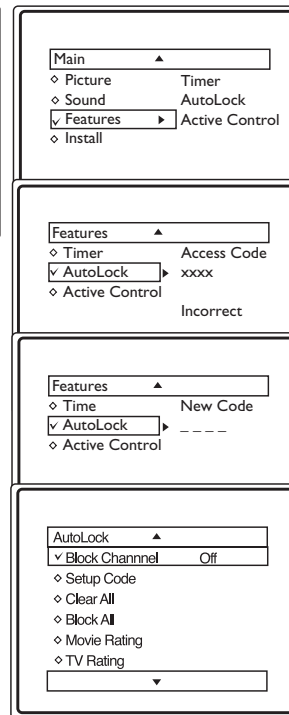 Main ▲
◇ Picture Timer
◇ Sound AutoLock
✓ Features ▶ Active Control
◇ Install
Features ▲
◇ Timer Access Code
✓ AutoLock ▶ xxxx
◇ Active Control
Incorrect
Features ▲
◇ Time New Code
✓ AutoLock ▶ _ _ _ _
◇ Active Control
AutoLock ▲
✓ Block Channnel Off
◇ Setup Code
◇ Clear All
◇ Block All
◇ Movie Rating
◇ TV Rating
▼